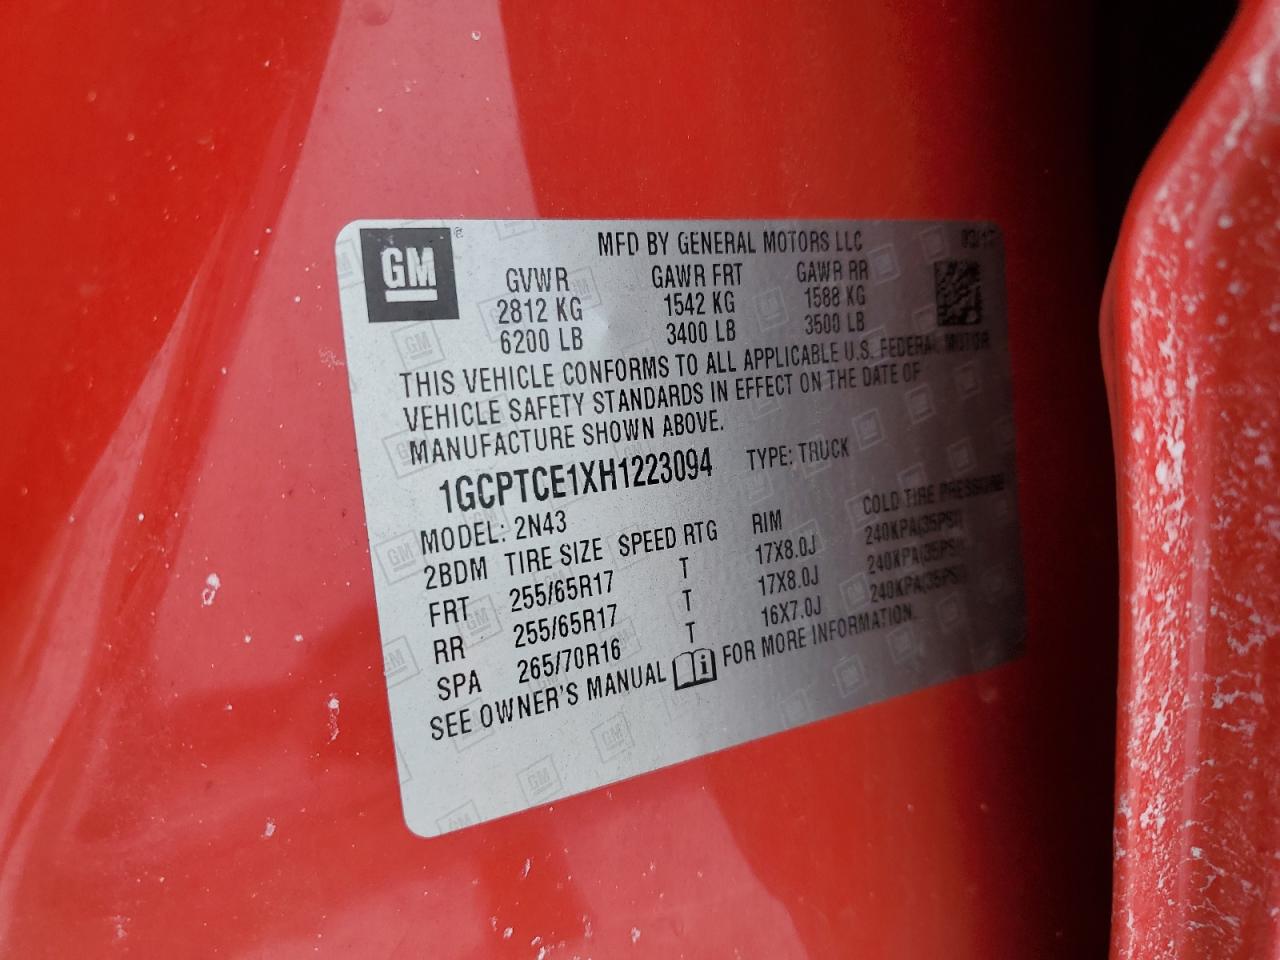 GM ® MFD BY GENERAL MOTORS LLC 03/17
GVWR GAWR FRT GAWR RR
2812 KG 1542 KG 1588 KG
6200 LB 3400 LB 3500 LB
THIS VEHICLE CONFORMS TO ALL APPLICABLE U.S. FEDERAL MOTOR
VEHICLE SAFETY STANDARDS IN EFFECT ON THE DATE OF
MANUFACTURE SHOWN ABOVE.
1GCPTCE1XH1223094 TYPE: TRUCK
MODEL: 2N43
2BDM TIRE SIZE SPEED RTG RIM COLD TIRE PRESSURE
FRT 255/65R17 T 17X8.0J 240KPA(35PSI)
RR 255/65R17 T 17X8.0J 240KPA(35PSI)
SPA 265/70R16 T 16X7.0J 240KPA(35PSI)
SEE OWNER'S MANUAL FOR MORE INFORMATION.